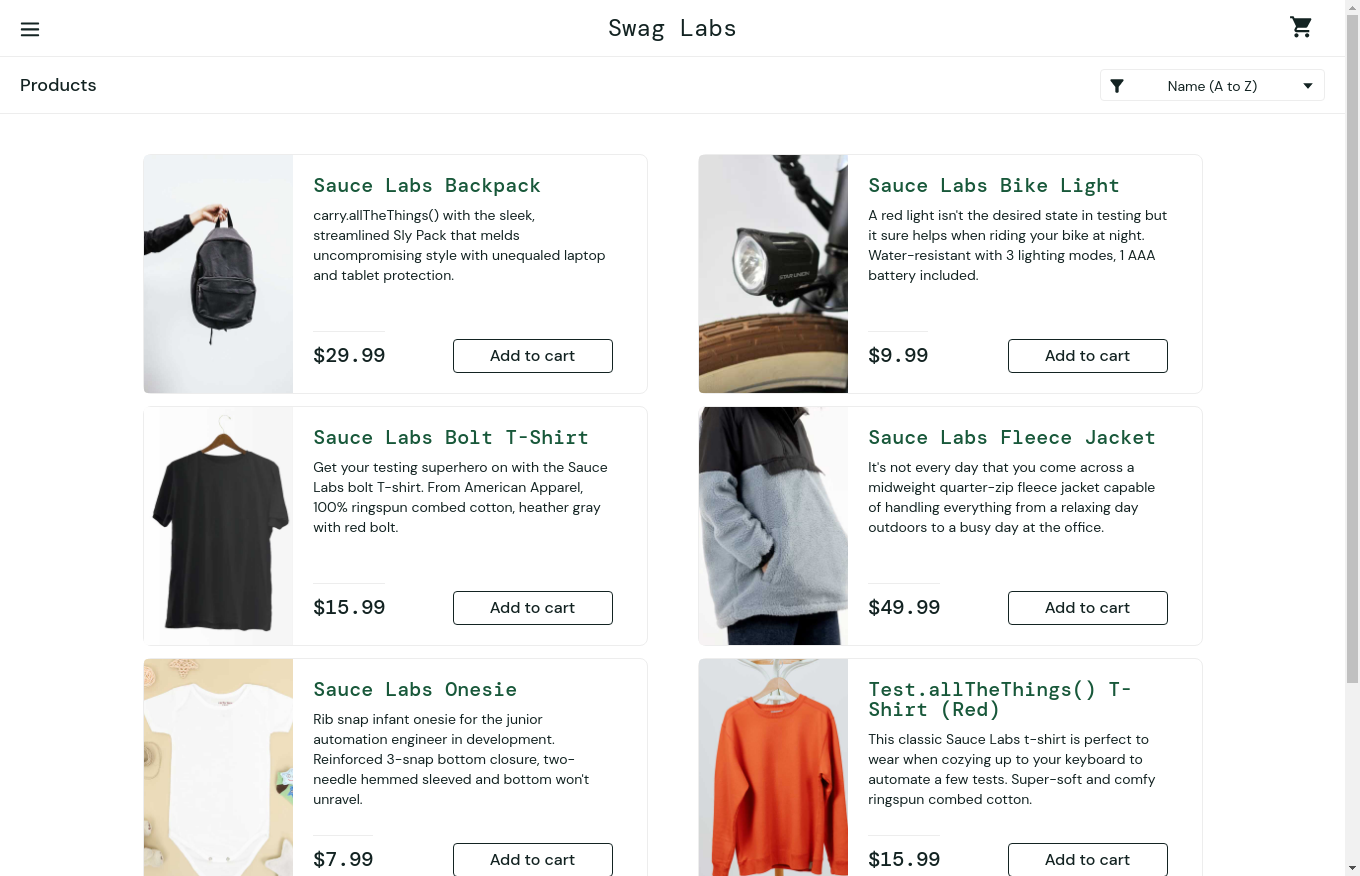 Swag Labs
Products
Name (A to Z)
Sauce Labs Backpack
carry.allTheThings() with the sleek,
streamlined Sly Pack that melds
uncompromising style with unequaled laptop
and tablet protection.
$29.99
Add to cart
Sauce Labs Bike Light
A red light isn't the desired state in testing but
it sure helps when riding your bike at night.
Water-resistant with 3 lighting modes, 1 AAA
battery included.
$9.99
Add to cart
Sauce Labs Bolt T-Shirt
Get your testing superhero on with the Sauce
Labs bolt T-shirt. From American Apparel,
100% ringspun combed cotton, heather gray
with red bolt.
$15.99
Add to cart
Sauce Labs Fleece Jacket
It's not every day that you come across a
midweight quarter-zip fleece jacket capable
of handling everything from a relaxing day
outdoors to a busy day at the office.
$49.99
Add to cart
Sauce Labs Onesie
Rib snap infant onesie for the junior
automation engineer in development.
Reinforced 3-snap bottom closure, two-
needle hemmed sleeved and bottom won't
unravel.
$7.99
Add to cart
Test.allTheThings() T-
Shirt (Red)
This classic Sauce Labs t-shirt is perfect to
wear when cozying up to your keyboard to
automate a few tests. Super-soft and comfy
ringspun combed cotton.
$15.99
Add to cart